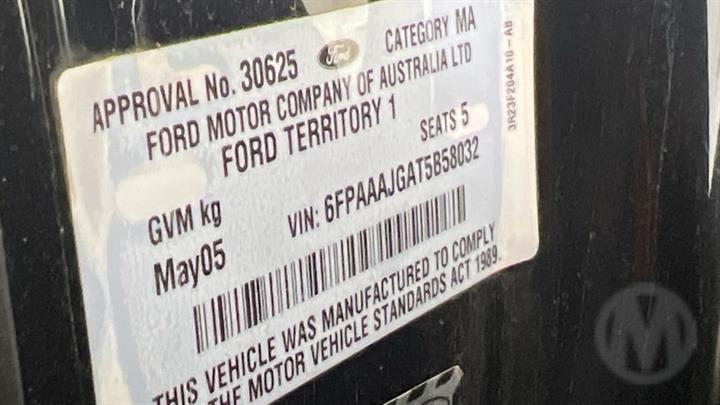 APPROVAL No. 30625 Ford CATEGORY MA
FORD MOTOR COMPANY OF AUSTRALIA LTD
FORD TERRITORY 1
SEATS 5
GVM kg
VIN: 6FPAAAJGAT5B58032
May05
THIS VEHICLE WAS MANUFACTURED TO COMPLY
THE MOTOR VEHICLE STANDARDS ACT 1989.
3R23F204A10-AB
M